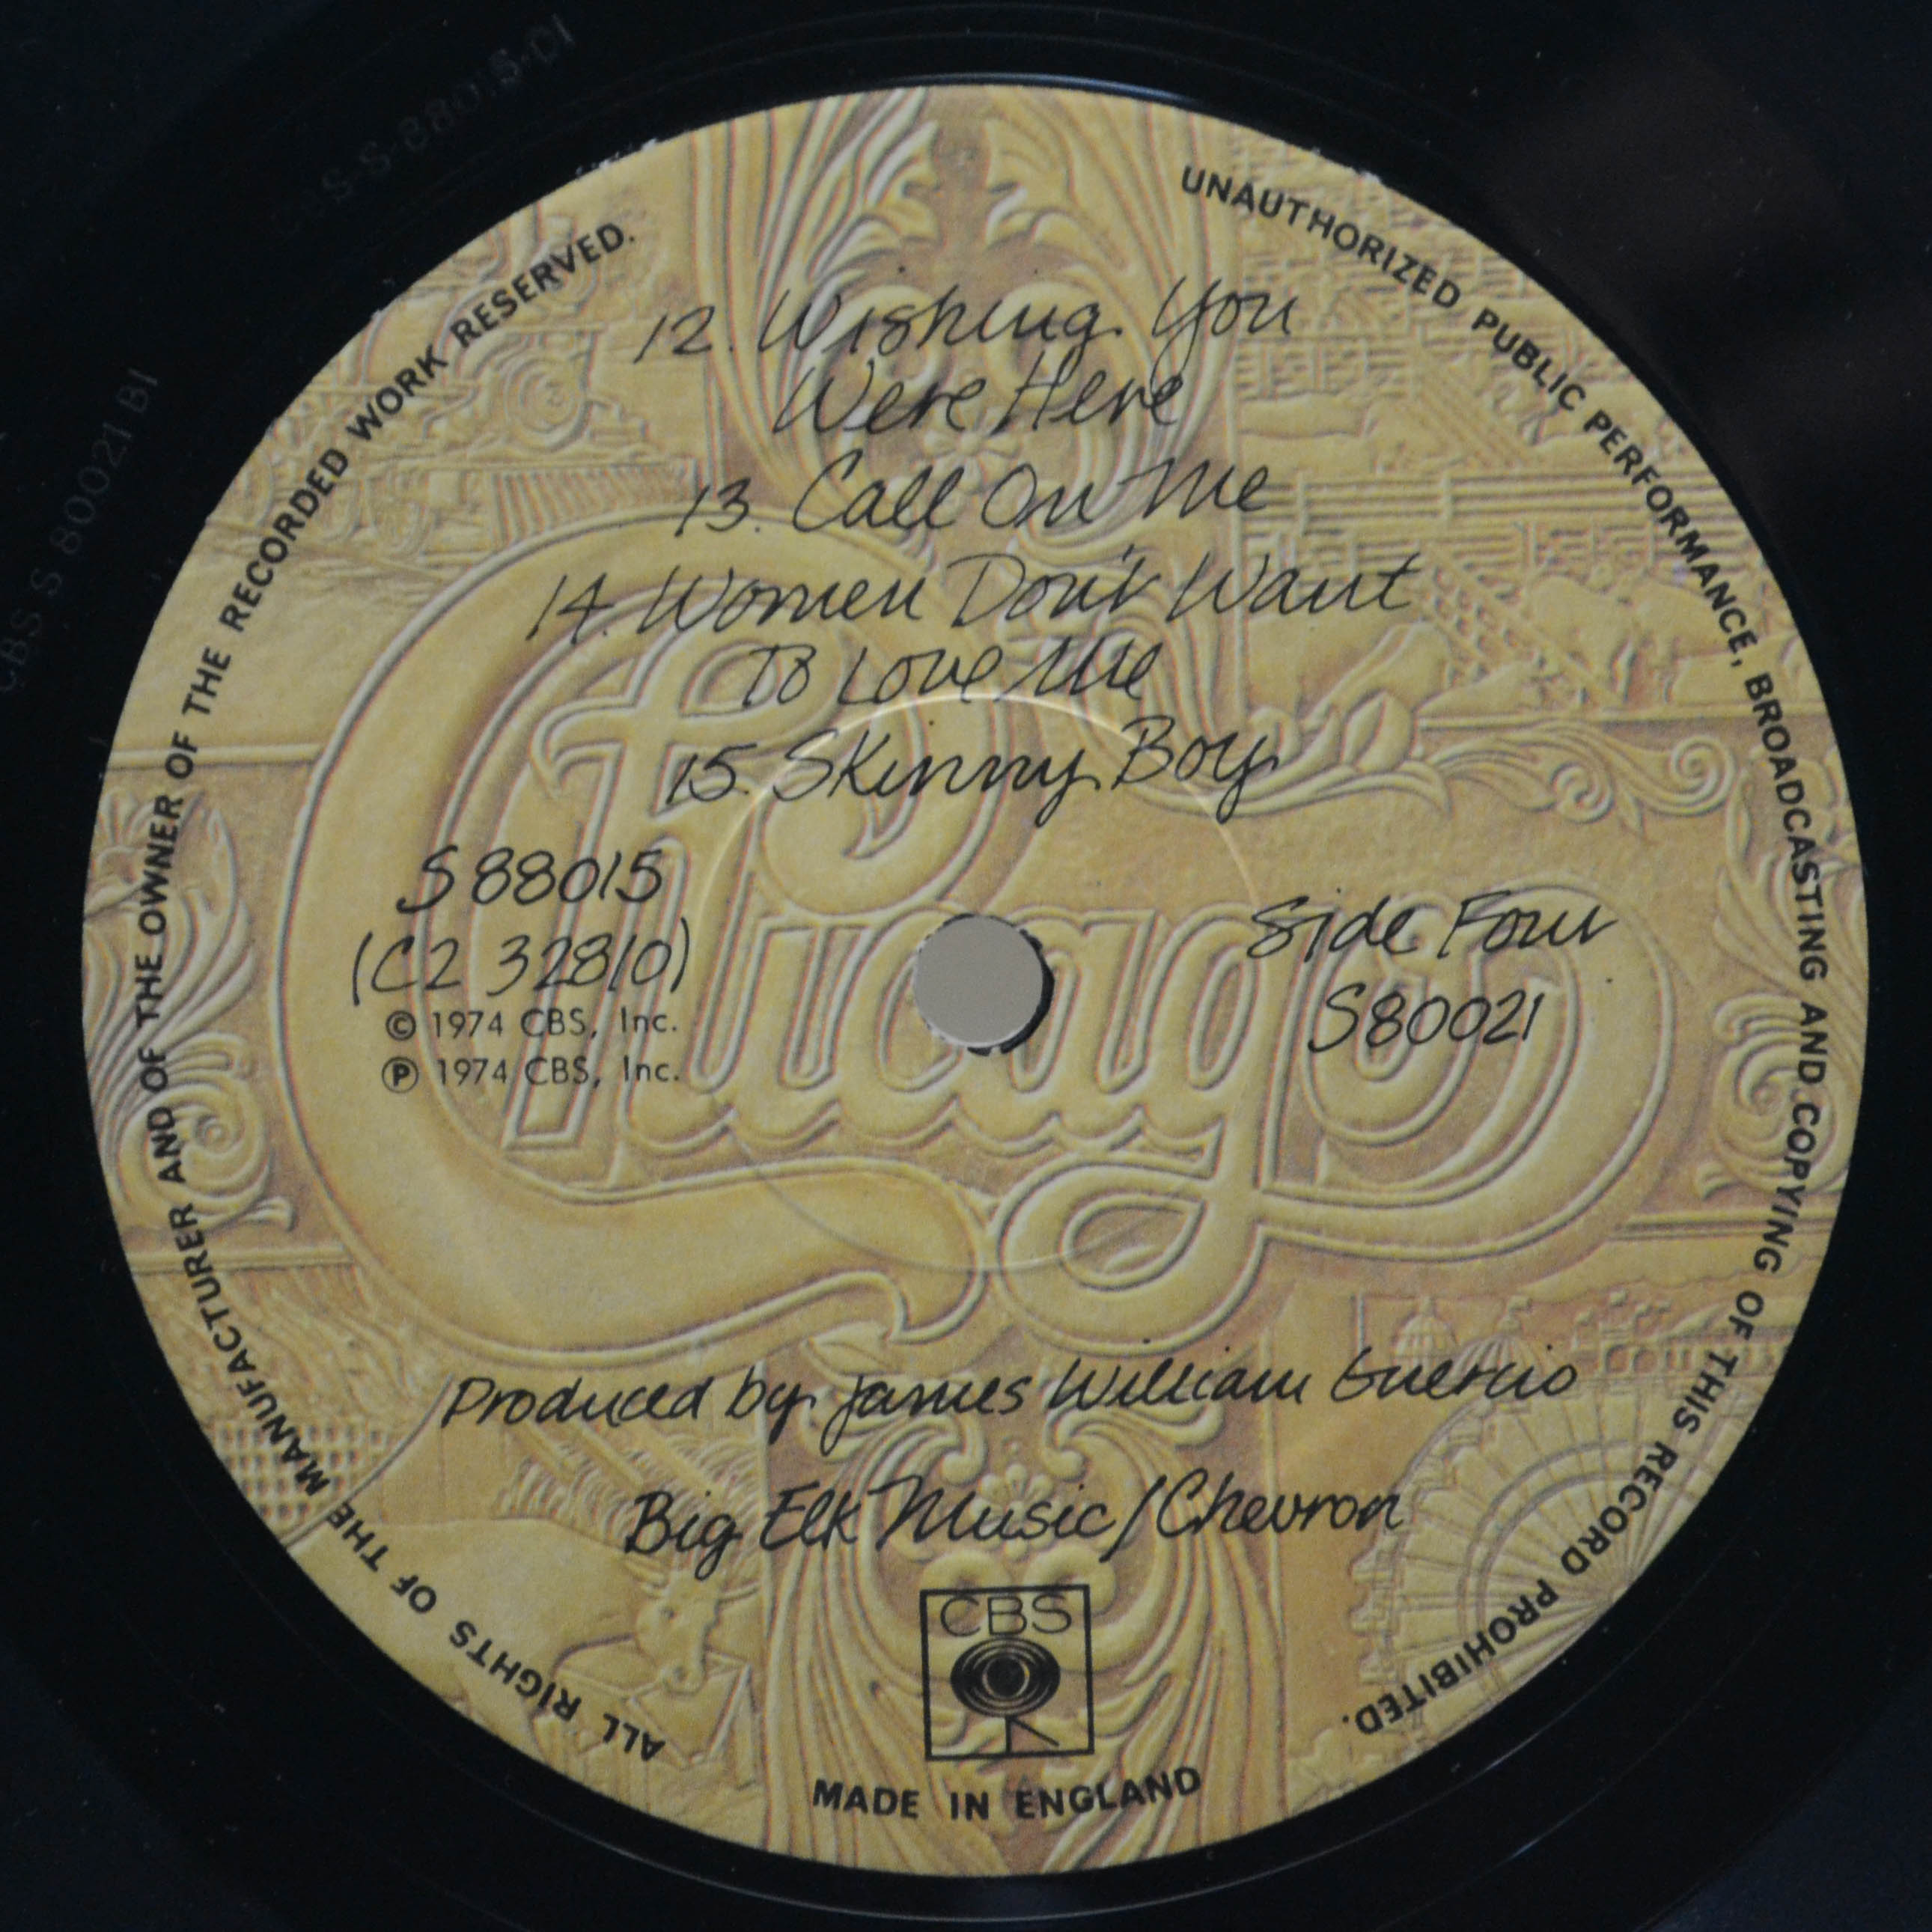 12. Wishing You
Were Here
13. Call On Me
14. Women Don't Want
To Love Me
15. Skinny Boy
S 88015
(C2 32810)
© 1974 CBS, Inc.
℗ 1974 CBS, Inc.
Chicago
Side Four
S80021
Produced by James William Guercio
Big Elk Music/Chevron
CBS
MADE IN ENGLAND
ALL RIGHTS OF THE MANUFACTURER AND OF THE OWNER OF THE RECORDED WORK RESERVED.
UNAUTHORIZED PUBLIC PERFORMANCE, BROADCASTING AND COPYING OF THIS RECORD PROHIBITED.
CBS S 80021 B1